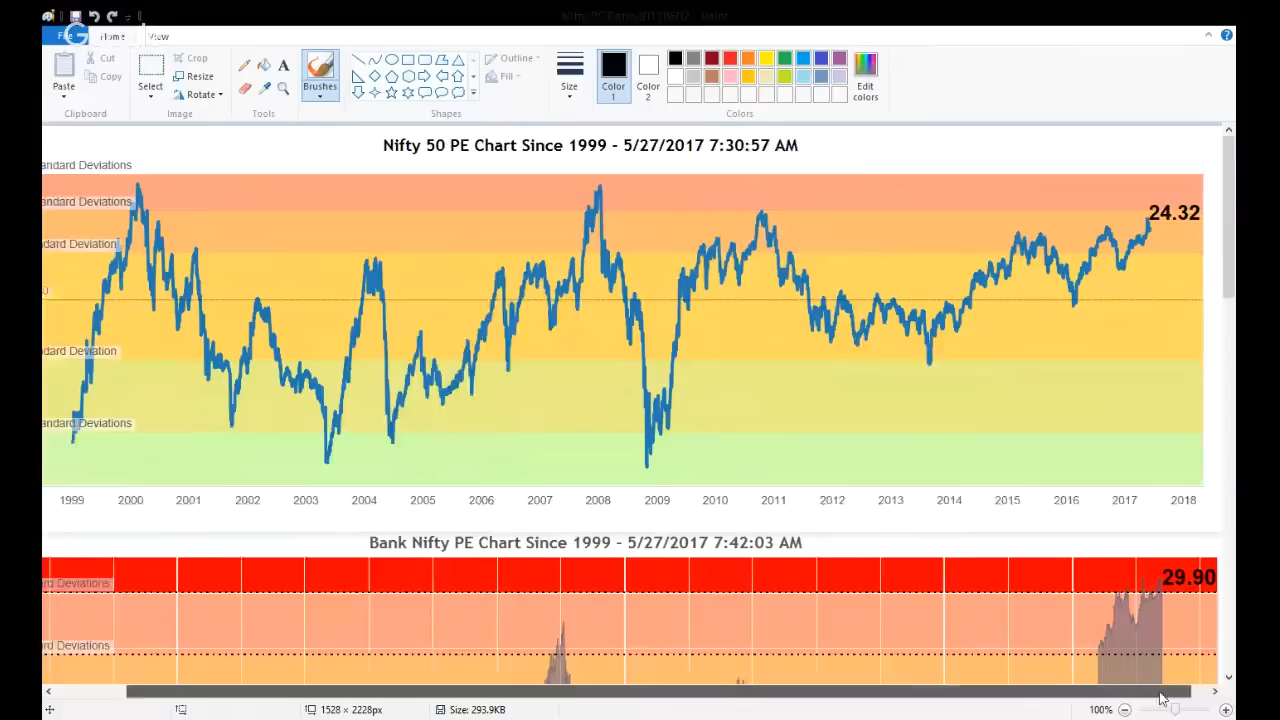 File Home View
Cut
Copy
Paste
Clipboard
Select
Crop
Resize
Rotate
Image
A
Tools
Brushes
Outline
Fill
Shapes
Size
Color 1
Color 2
Edit colors
Colors
Nifty 50 PE Chart Since 1999 - 5/27/2017 7:30:57 AM
andard Deviations
andard Deviations
24.32
dard Deviation
dard Deviation
andard Deviations
1999 2000 2001 2002 2003 2004 2005 2006 2007 2008 2009 2010 2011 2012 2013 2014 2015 2016 2017 2018
Bank Nifty PE Chart Since 1999 - 5/27/2017 7:42:03 AM
29.90
rd Deviations
rd Deviations
1528 × 2228px
Size: 293.9KB
100%